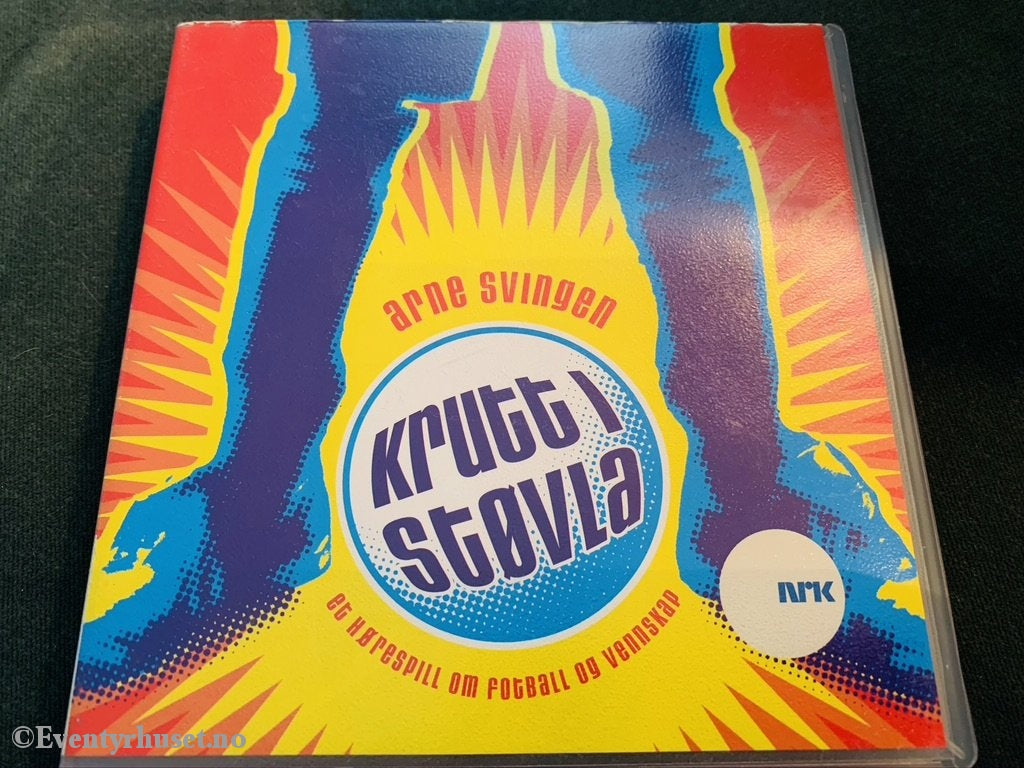 arne svingen
Krutt i
støvla
et Hørespill om fotball og vennskap
NRK
©Eventyrhuset.no